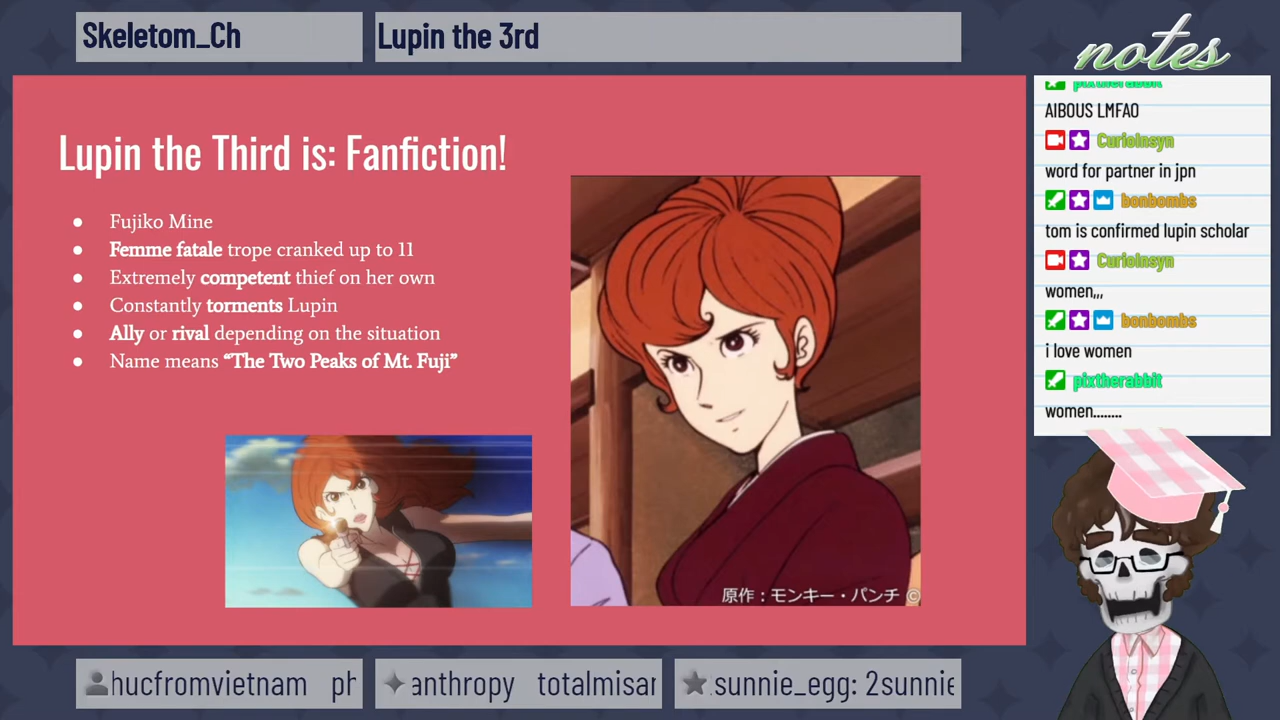 Skeletom_Ch
Lupin the 3rd
notes
Lupin the Third is: Fanfiction!
● Fujiko Mine
● Femme fatale trope cranked up to 11
● Extremely competent thief on her own
● Constantly torments Lupin
● Ally or rival depending on the situation
● Name means “The Two Peaks of Mt. Fuji”
原作：モンキー・パンチ ©
pixtherabbit
AIBOUS LMFAO
CurioInsyn
word for partner in jpn
bonbombs
tom is confirmed lupin scholar
CurioInsyn
women,,,
bonbombs
i love women
pixtherabbit
women........
hucfromvietnam ph
anthropy totalmisar
sunnie_egg: 2sunnie